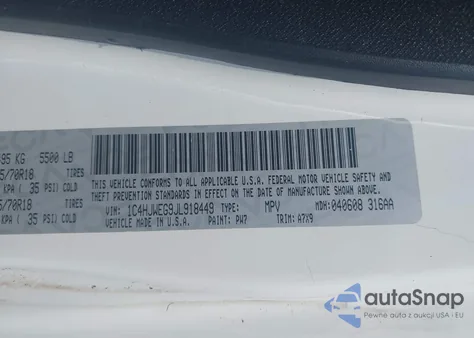 95 KG 5500 LB
5/70R18 TIRES
KPA ( 35 PSI) COLD
5/70R18 TIRES
KPA ( 35 PSI) COLD
THIS VEHICLE CONFORMS TO ALL APPLICABLE U.S.A. FEDERAL MOTOR VEHICLE SAFETY
AND THEFT PREVENTION STANDARDS IN EFFECT ON THE DATE OF MANUFACTURE SHOWN ABOVE.
VIN: 1C4HJWEG9JL918449 TYPE: MPV MDH: 040608 316AA
VEHICLE MADE IN U.S.A. PAINT: PW7 TRIM: A7X9
autoSnap
Pewne auta z aukcji USA - EU